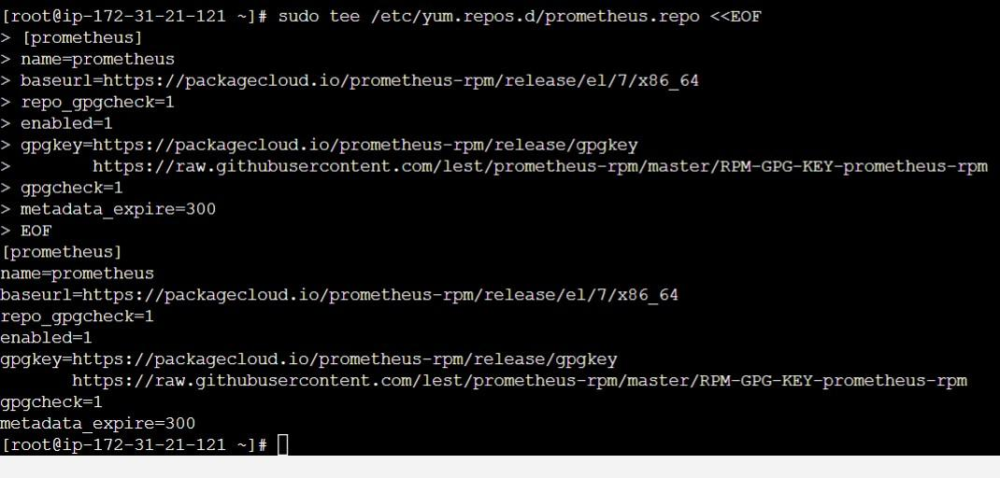 [root@ip-172-31-21-121 ~]# sudo tee /etc/yum.repos.d/prometheus.repo <<EOF
> [prometheus]
> name=prometheus
> baseurl=https://packagecloud.io/prometheus-rpm/release/el/7/x86_64
> repo_gpgcheck=1
> enabled=1
> gpgkey=https://packagecloud.io/prometheus-rpm/release/gpgkey
>        https://raw.githubusercontent.com/lest/prometheus-rpm/master/RPM-GPG-KEY-prometheus-rpm
> gpgcheck=1
> metadata_expire=300
> EOF
[prometheus]
name=prometheus
baseurl=https://packagecloud.io/prometheus-rpm/release/el/7/x86_64
repo_gpgcheck=1
enabled=1
gpgkey=https://packagecloud.io/prometheus-rpm/release/gpgkey
       https://raw.githubusercontent.com/lest/prometheus-rpm/master/RPM-GPG-KEY-prometheus-rpm
gpgcheck=1
metadata_expire=300
[root@ip-172-31-21-121 ~]#